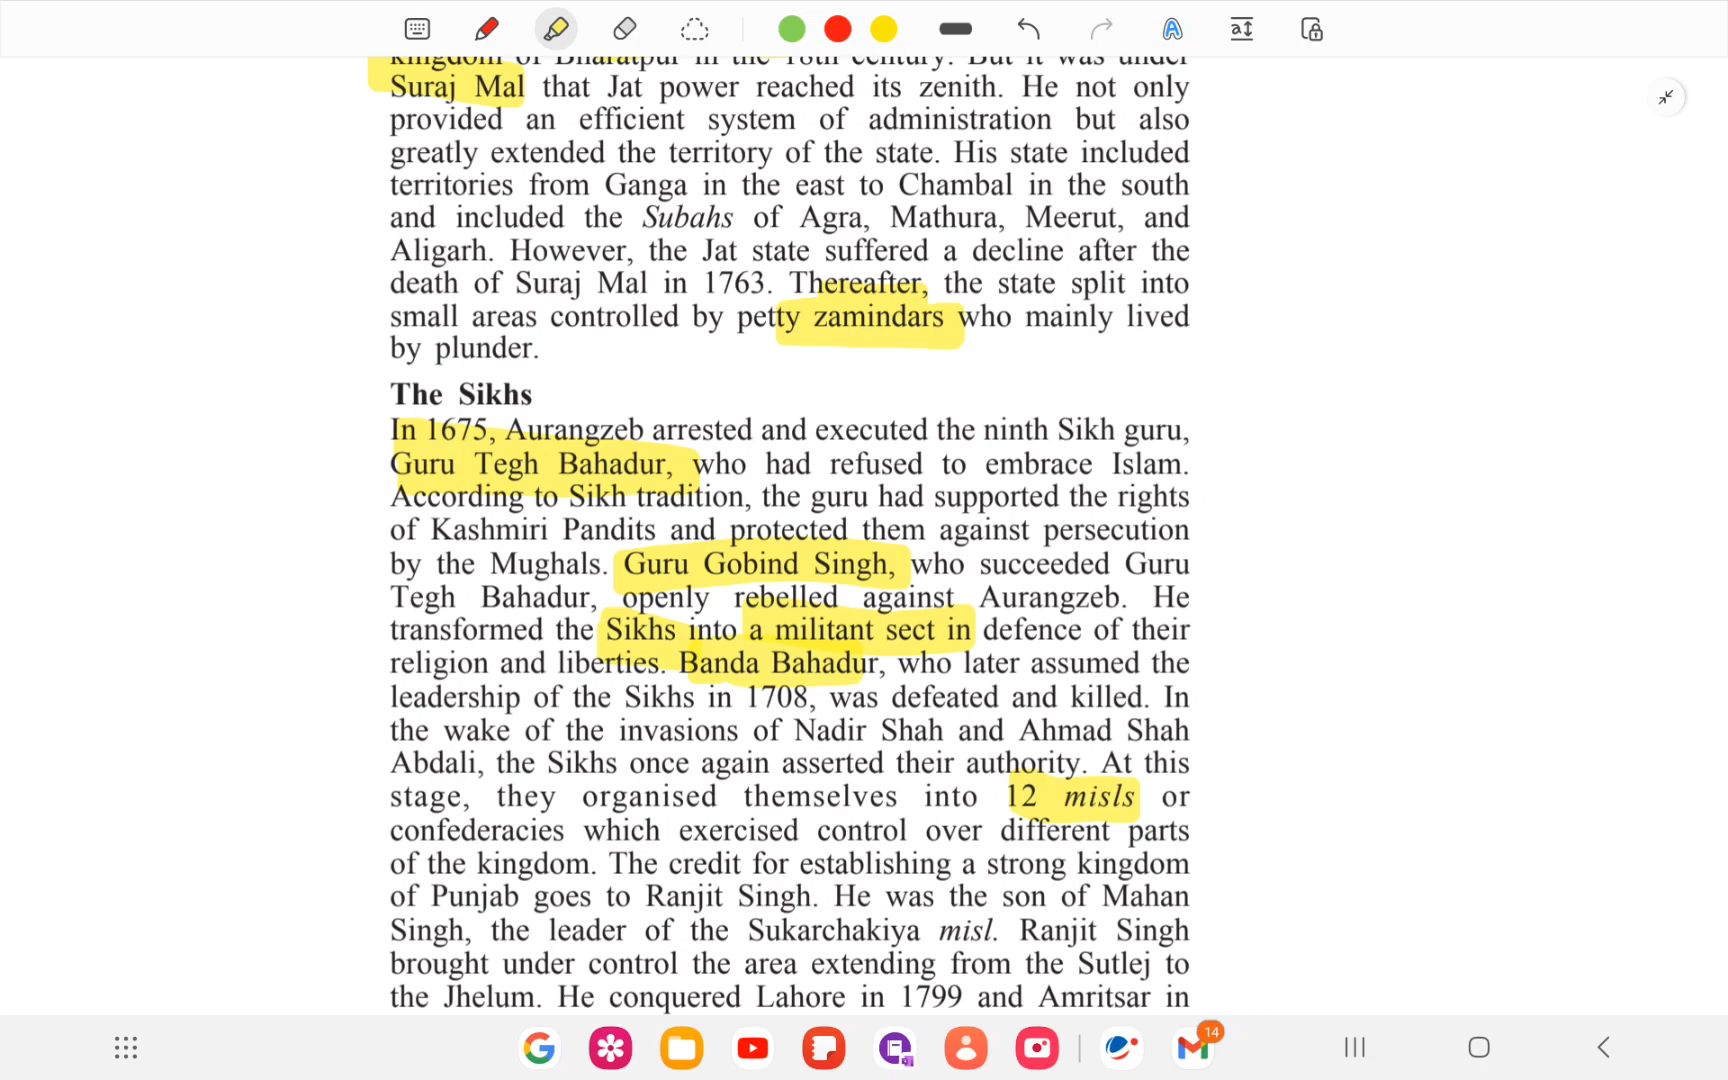 kingdom of Bharatpur in the 18th century. But it was under
Suraj Mal that Jat power reached its zenith. He not only
provided an efficient system of administration but also
greatly extended the territory of the state. His state included
territories from Ganga in the east to Chambal in the south
and included the Subahs of Agra, Mathura, Meerut, and
Aligarh. However, the Jat state suffered a decline after the
death of Suraj Mal in 1763. Thereafter, the state split into
small areas controlled by petty zamindars who mainly lived
by plunder.
The Sikhs
In 1675, Aurangzeb arrested and executed the ninth Sikh guru,
Guru Tegh Bahadur, who had refused to embrace Islam.
According to Sikh tradition, the guru had supported the rights
of Kashmiri Pandits and protected them against persecution
by the Mughals. Guru Gobind Singh, who succeeded Guru
Tegh Bahadur, openly rebelled against Aurangzeb. He
transformed the Sikhs into a militant sect in defence of their
religion and liberties. Banda Bahadur, who later assumed the
leadership of the Sikhs in 1708, was defeated and killed. In
the wake of the invasions of Nadir Shah and Ahmad Shah
Abdali, the Sikhs once again asserted their authority. At this
stage, they organised themselves into 12 misls or
confederacies which exercised control over different parts
of the kingdom. The credit for establishing a strong kingdom
of Punjab goes to Ranjit Singh. He was the son of Mahan
Singh, the leader of the Sukarchakiya misl. Ranjit Singh
brought under control the area extending from the Sutlej to
the Jhelum. He conquered Lahore in 1799 and Amritsar in
14